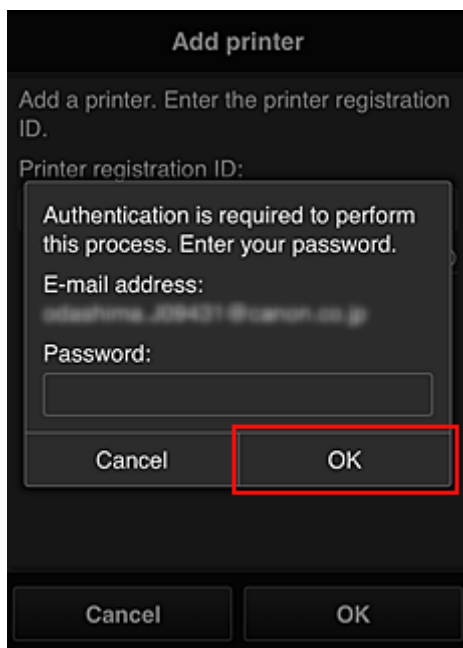 Add printer
Add a printer. Enter the printer registration
ID.
Printer registration ID:
Authentication is required to perform
this process. Enter your password.
E-mail address:
Password:
Cancel
OK
Cancel
OK